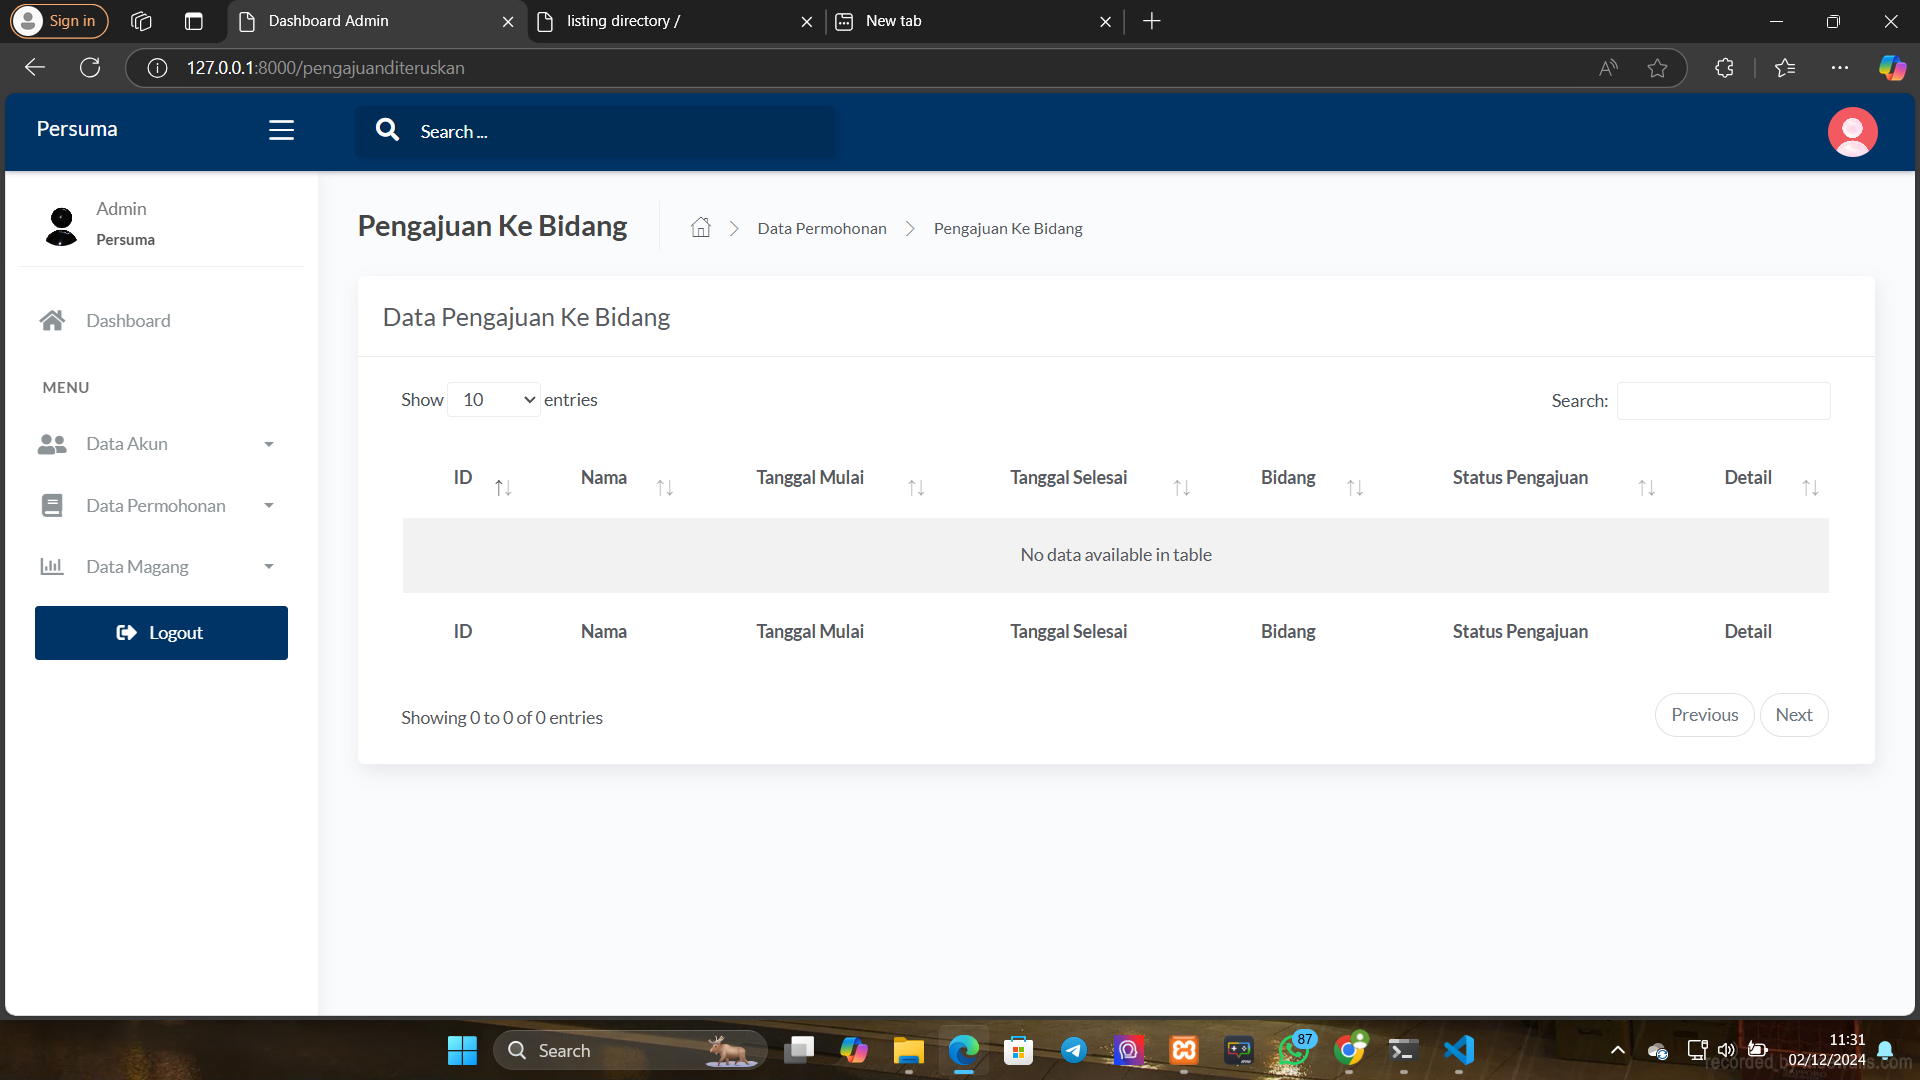 Sign in
Dashboard Admin
listing directory /
New tab
127.0.0.1:8000/pengajuanditeruskan
Persuma
Search ...
Admin
Persuma
Dashboard
MENU
Data Akun
Data Permohonan
Data Magang
Logout
Pengajuan Ke Bidang
Data Permohonan
Pengajuan Ke Bidang
Data Pengajuan Ke Bidang
Show 10 entries
Search:
ID Nama Tanggal Mulai Tanggal Selesai Bidang Status Pengajuan Detail
No data available in table
ID Nama Tanggal Mulai Tanggal Selesai Bidang Status Pengajuan Detail
Showing 0 to 0 of 0 entries
Previous Next
Search
87
11:31
02/12/2024